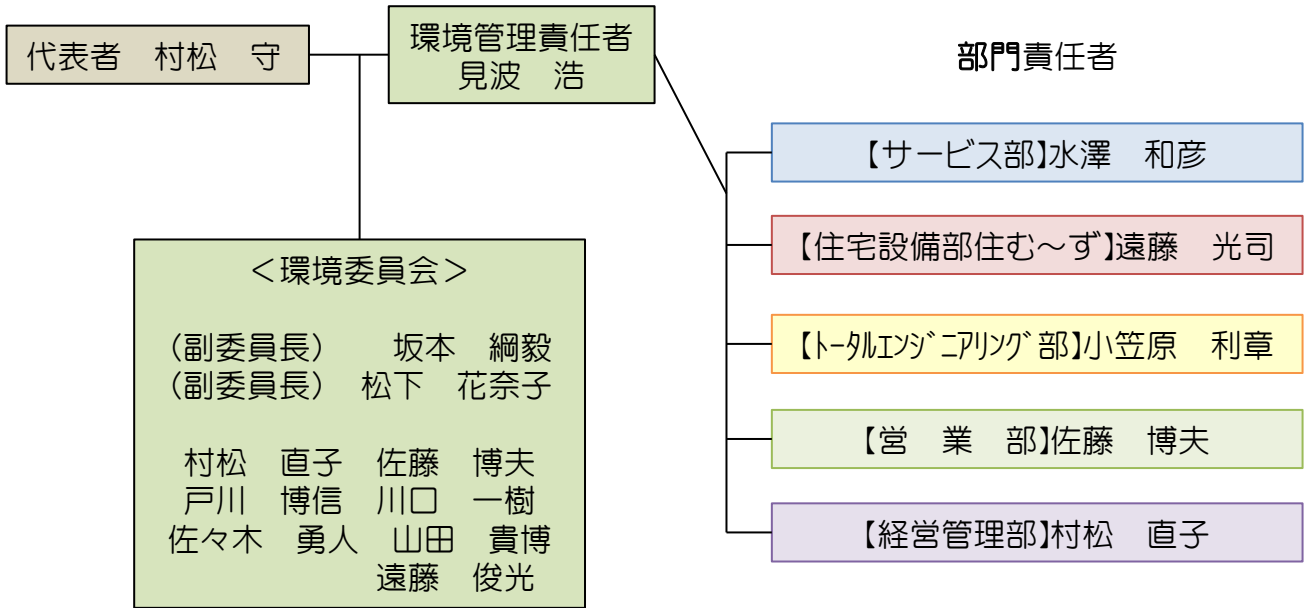 代表者　村松　守
環境管理責任者
見波　浩
部門責任者
【サービス部】水澤　和彦
【住宅設備部住む～ず】遠藤　光司
【ﾄｰﾀﾙｴﾝｼﾞﾆｱﾘﾝｸﾞ部】小笠原　利章
【営　業　部】佐藤　博夫
【経営管理部】村松　直子
＜環境委員会＞
（副委員長）　　坂本　綱毅
（副委員長）　松下　花奈子
村松　直子　佐藤　博夫
戸川　博信　川口　一樹
佐々木　勇人　山田　貴博
遠藤　俊光